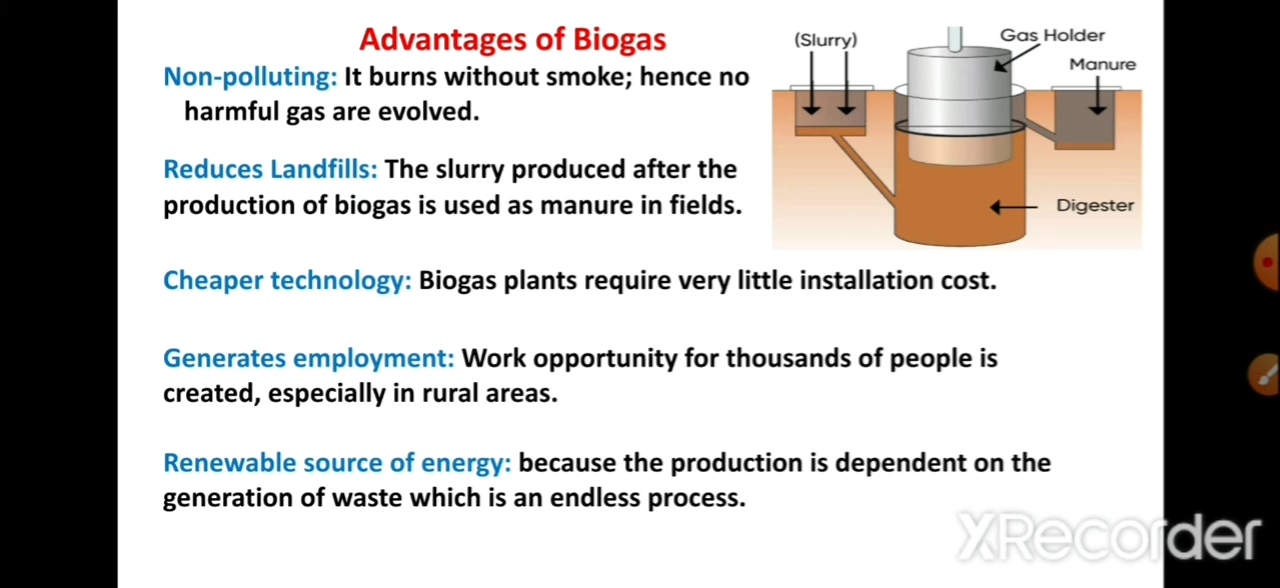 Advantages of Biogas
Non-polluting: It burns without smoke; hence no
harmful gas are evolved.
Reduces Landfills: The slurry produced after the
production of biogas is used as manure in fields.
Cheaper technology: Biogas plants require very little installation cost.
Generates employment: Work opportunity for thousands of people is
created, especially in rural areas.
Renewable source of energy: because the production is dependent on the
generation of waste which is an endless process.
(Slurry)
Gas Holder
Manure
Digester
XRecorder